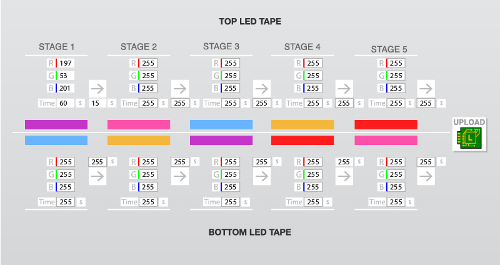 TOP LED TAPE
STAGE 1 STAGE 2 STAGE 3 STAGE 4 STAGE 5
R 197 R 255 R 255 R 255 R 255
G 53 G 255 G 255 G 255 G 255
B 201 B 255 B 255 B 255 B 255
Time 60 s 15 s Time 255 s 255 s Time 255 s 255 s Time 255 s 255 s Time 255 s 255 s
UPLOAD
L
R 255 255 s R 255 255 s R 255 255 s R 255 255 s R 255 255 s
G 255 G 255 G 255 G 255 G 255
B 255 B 255 B 255 B 255 B 255
Time 255 s Time 255 s Time 255 s Time 255 s Time 255 s
BOTTOM LED TAPE